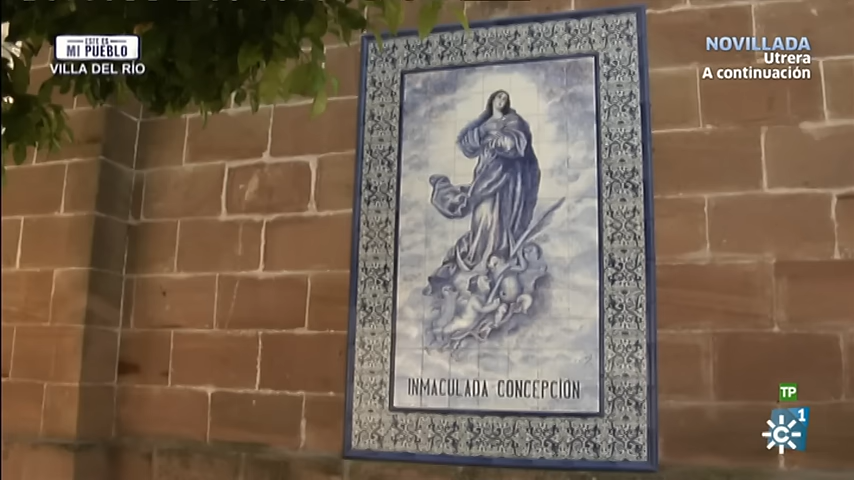 ESTE ES
MI PUEBLO
VILLA DEL RÍO
NOVILLADA
Utrera
A continuación
INMACULADA CONCEPCIÓN
TP
1